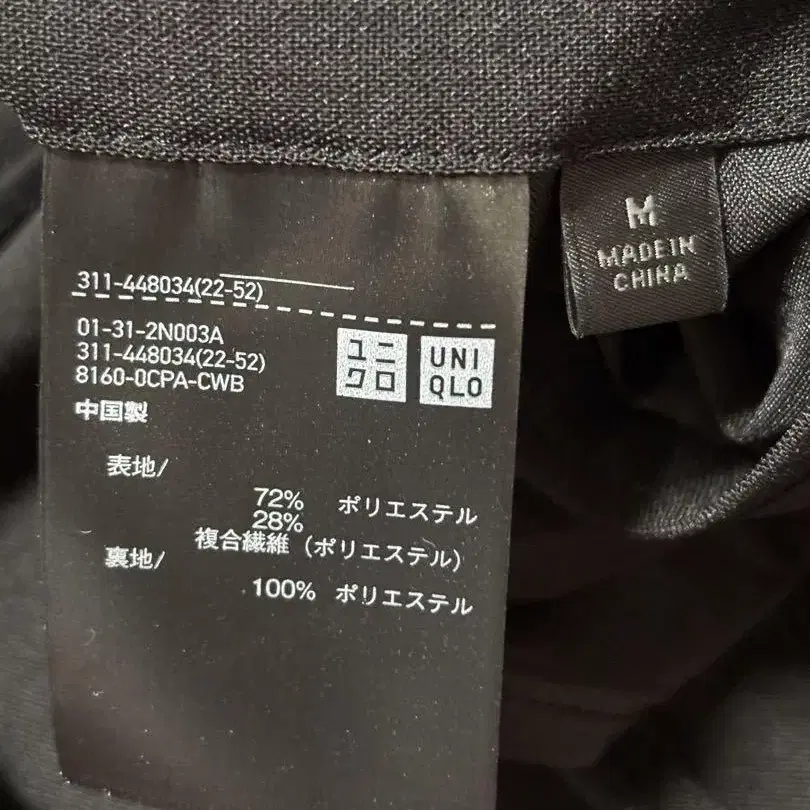 311-448034(22-52)
01-31-2N003A
311-448034(22-52)
8160-0CPA-CWB
中国製
ユニ
クロ
UNI
QLO
表地/
72% ポリエステル
28%
複合繊維 (ポリエステル)
裏地/
100% ポリエステル
M
MADE IN
CHINA